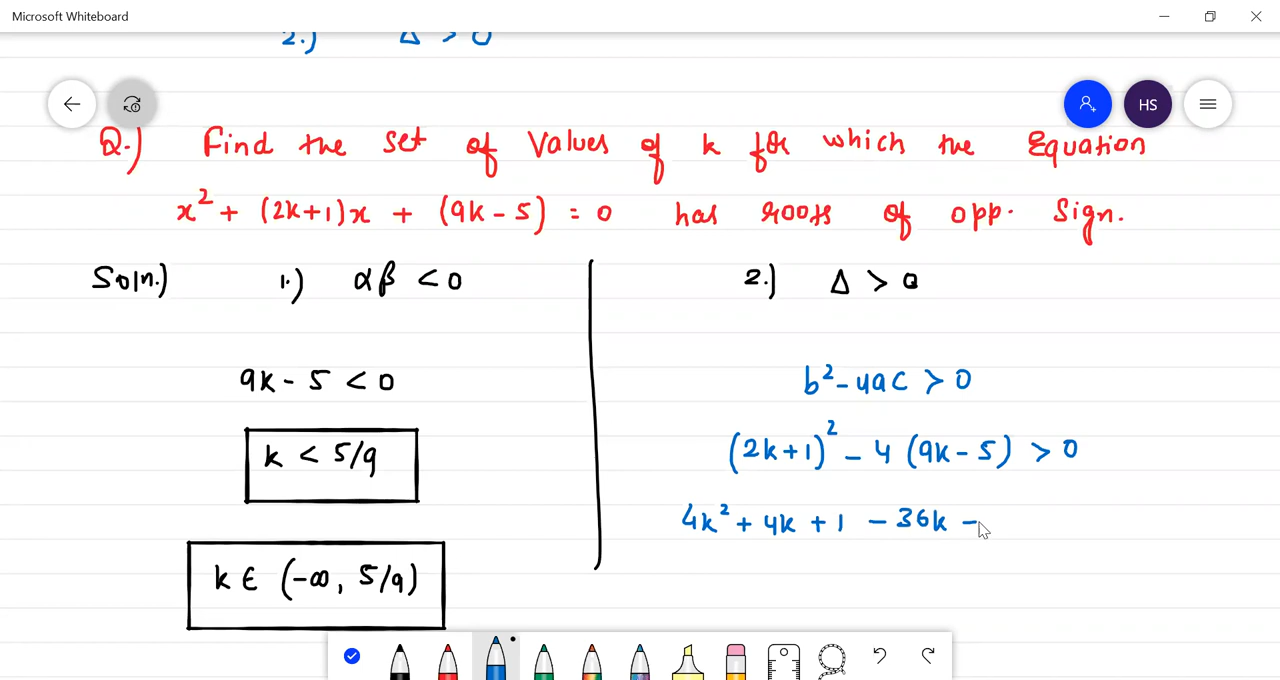 Microsoft Whiteboard
2.) Δ > 0
HS
Q.) Find the set of Values of k for which the Equation
x² + (2k+1)x + (9k-5) = 0 has roots of opp. Sign.
Soln.) 1.) αβ < 0
9k - 5 < 0
k < 5/9
k ∈ (-∞, 5/9)
2.) Δ > 0
b² - 4ac > 0
(2k+1)² - 4 (9k-5) > 0
4k² + 4k + 1 - 36k -